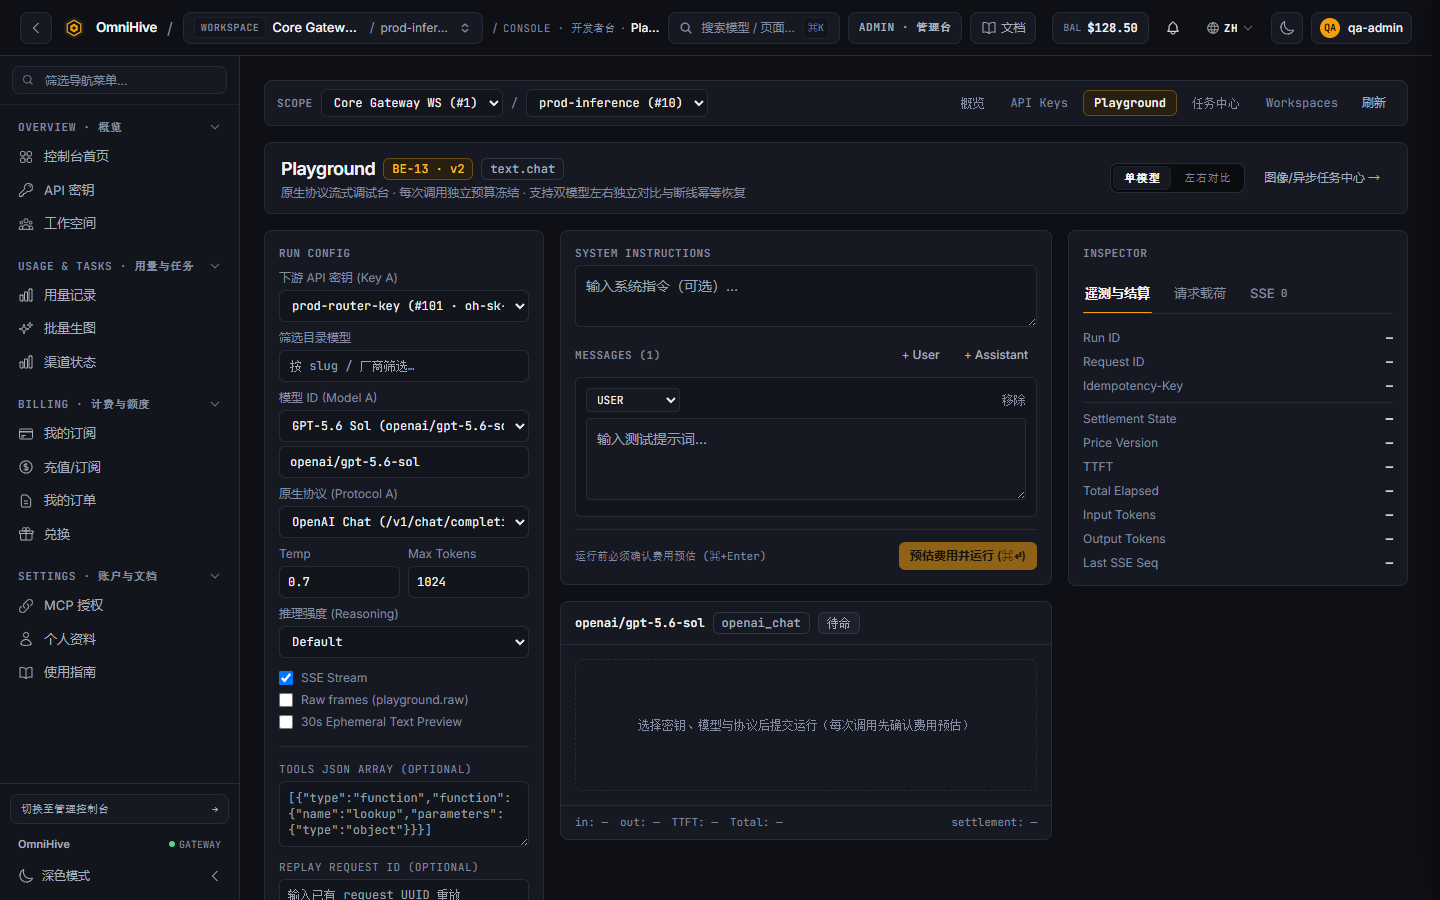 OmniHive /
WORKSPACE Core Gatew... / prod-infer...
/ CONSOLE · 开发者台 · Pla...
搜索模型 / 页面... ⌘K
ADMIN · 管理台
文档
BAL $128.50
ZH
QA qa-admin
筛选导航菜单...
OVERVIEW · 概览
控制台首页
API 密钥
工作空间
USAGE & TASKS · 用量与任务
用量记录
批量生图
渠道状态
BILLING · 计费与额度
我的订阅
充值/订阅
我的订单
兑换
SETTINGS · 账户与文档
MCP 授权
个人资料
使用指南
切换至管理控制台 →
OmniHive GATEWAY
深色模式
SCOPE Core Gateway WS (#1) / prod-inference (#10)
概览 API Keys Playground 任务中心 Workspaces 刷新
Playground BE-13 · v2 text.chat
原生协议流式调试台 · 每次调用独立预算冻结 · 支持双模型左右独立对比与断线幂等恢复
单模型 左右对比 图像/异步任务中心 →
RUN CONFIG
下游 API 密钥 (Key A)
prod-router-key (#101 · oh-sk-
筛选目录模型
按 slug / 厂商筛选…
模型 ID (Model A)
GPT-5.6 Sol (openai/gpt-5.6-so
openai/gpt-5.6-sol
原生协议 (Protocol A)
OpenAI Chat (/v1/chat/completi
Temp Max Tokens
0.7 1024
推理强度 (Reasoning)
Default
SSE Stream
Raw frames (playground.raw)
30s Ephemeral Text Preview
TOOLS JSON ARRAY (OPTIONAL)
[{"type":"function","function":
{"name":"lookup","parameters":
{"type":"object"}}}]
REPLAY REQUEST ID (OPTIONAL)
输入已有 request UUID 重放
SYSTEM INSTRUCTIONS
输入系统指令（可选）...
MESSAGES (1) + User + Assistant
USER 移除
输入测试提示词...
运行前必须确认费用预估 (⌘+Enter) 预估费用并运行 (⌘↵)
openai/gpt-5.6-sol openai_chat 待命
选择密钥、模型与协议后提交运行（每次调用先确认费用预估）
in: — out: — TTFT: — Total: — settlement: —
INSPECTOR
遥测与结算 请求载荷 SSE 0
Run ID –
Request ID –
Idempotency-Key –
Settlement State –
Price Version –
TTFT –
Total Elapsed –
Input Tokens –
Output Tokens –
Last SSE Seq –